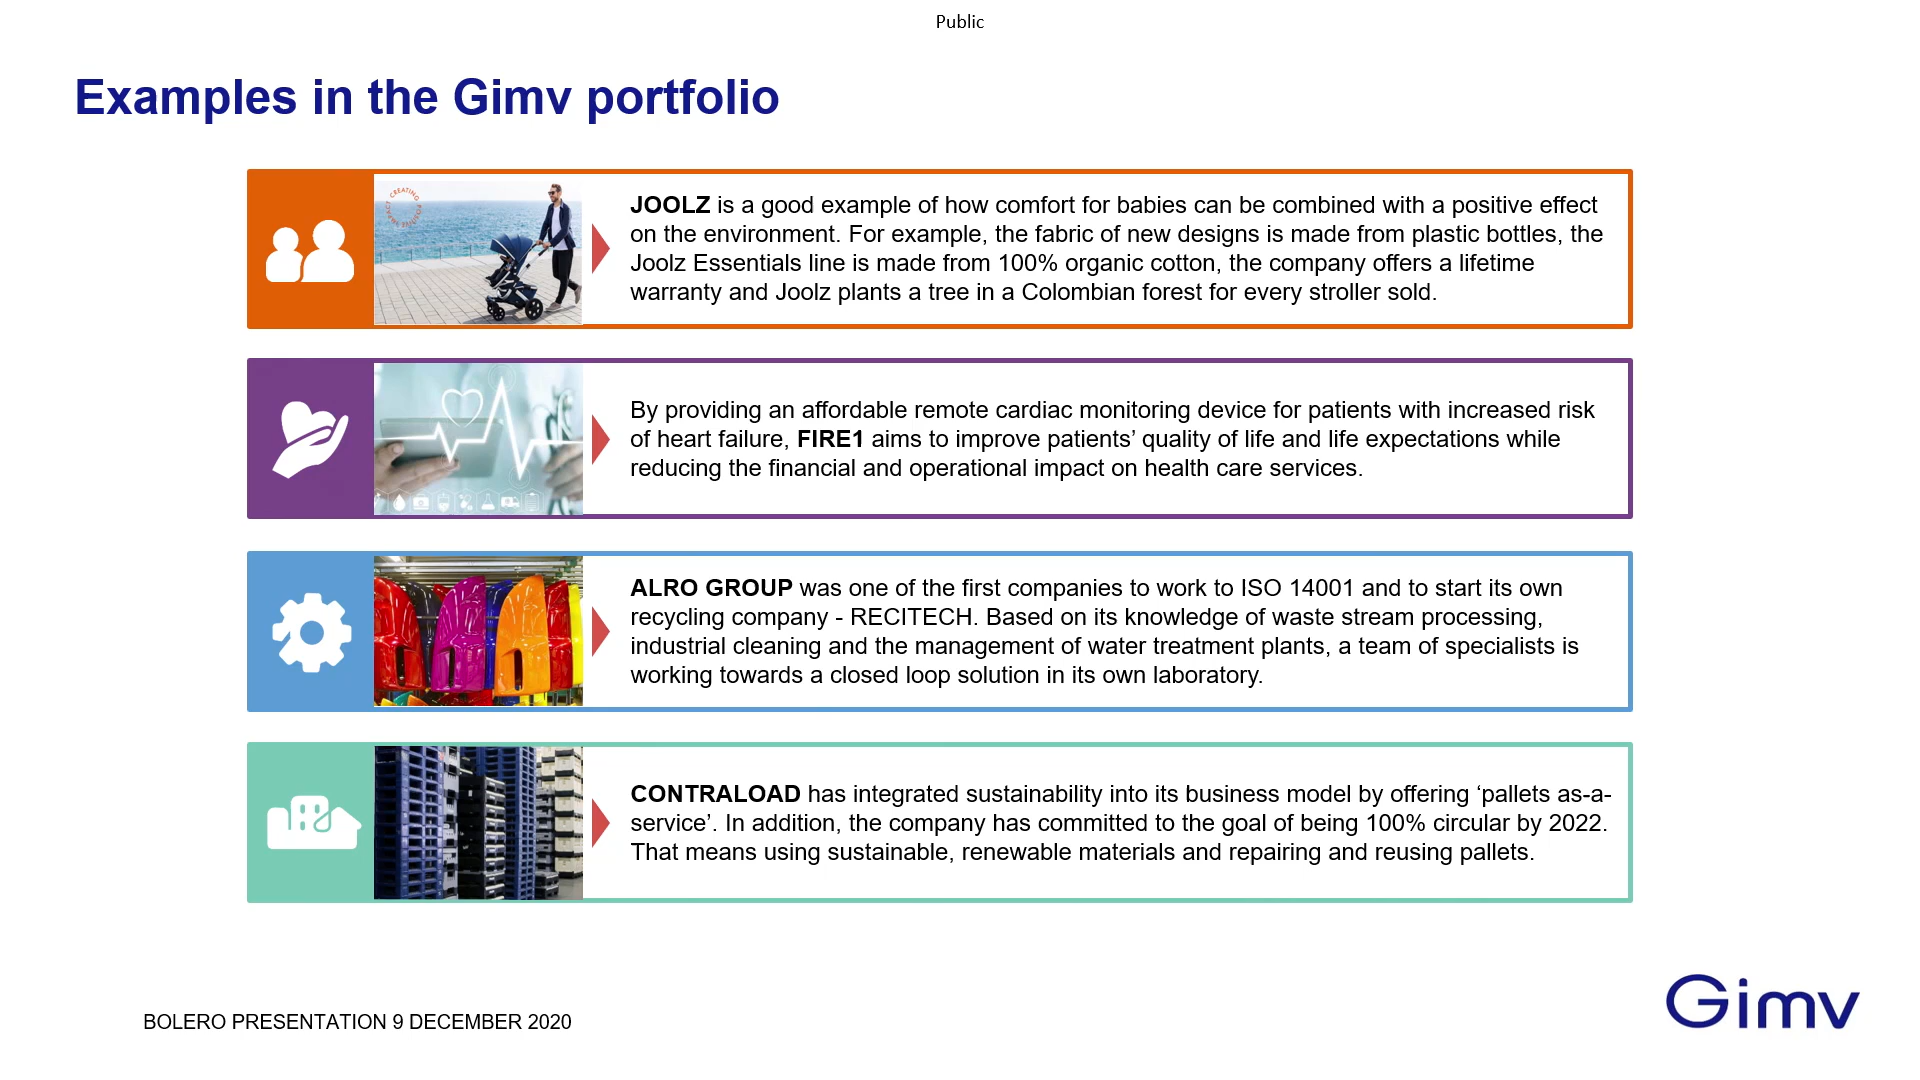 Public
Examples in the Gimv portfolio
CREATING POSITIVE IMPACT
JOOLZ is a good example of how comfort for babies can be combined with a positive effect
on the environment. For example, the fabric of new designs is made from plastic bottles, the
Joolz Essentials line is made from 100% organic cotton, the company offers a lifetime
warranty and Joolz plants a tree in a Colombian forest for every stroller sold.
By providing an affordable remote cardiac monitoring device for patients with increased risk
of heart failure, FIRE1 aims to improve patients’ quality of life and life expectations while
reducing the financial and operational impact on health care services.
ALRO GROUP was one of the first companies to work to ISO 14001 and to start its own
recycling company - RECITECH. Based on its knowledge of waste stream processing,
industrial cleaning and the management of water treatment plants, a team of specialists is
working towards a closed loop solution in its own laboratory.
CONTRALOAD has integrated sustainability into its business model by offering ‘pallets as-a-
service’. In addition, the company has committed to the goal of being 100% circular by 2022.
That means using sustainable, renewable materials and repairing and reusing pallets.
BOLERO PRESENTATION 9 DECEMBER 2020
Gimv